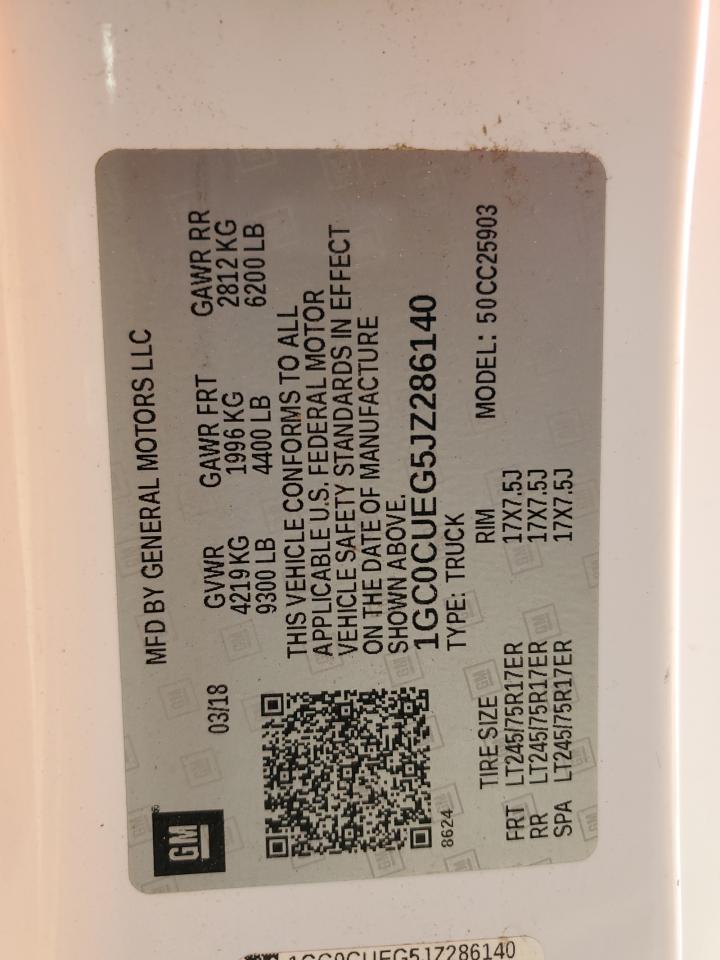 GM
MFD BY GENERAL MOTORS LLC
03/18
GVWR GAWR FRT GAWR RR
4219 KG 1996 KG 2812 KG
9300 LB 4400 LB 6200 LB
THIS VEHICLE CONFORMS TO ALL
APPLICABLE U.S. FEDERAL MOTOR
VEHICLE SAFETY STANDARDS IN EFFECT
ON THE DATE OF MANUFACTURE
SHOWN ABOVE.
1GC0CUEG5JZ286140
8624 TYPE: TRUCK
TIRE SIZE RIM MODEL: 50CC25903
FRT LT245/75R17ER 17X7.5J
RR LT245/75R17ER 17X7.5J
SPA LT245/75R17ER 17X7.5J
1GC0CUEG5JZ286140